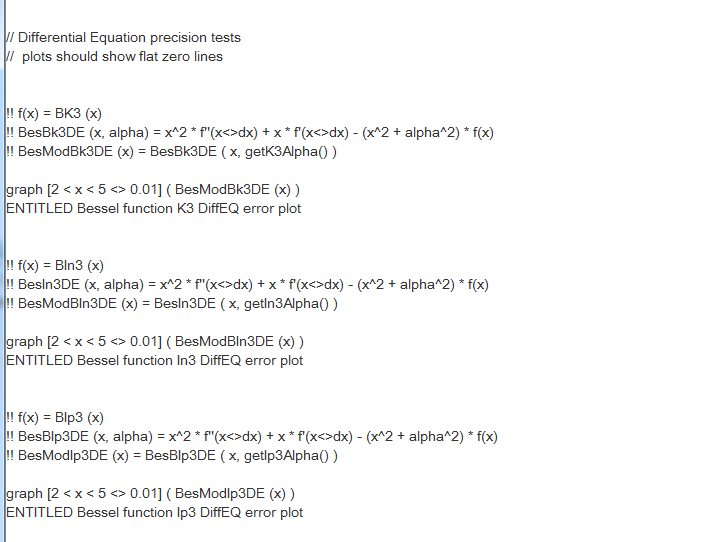 // Differential Equation precision tests
//  plots should show flat zero lines
!! f(x) = BK3 (x)
!! BesBk3DE (x, alpha) = x^2 * f''(x<>dx) + x * f'(x<>dx) - (x^2 + alpha^2) * f(x)
!! BesModBk3DE (x) = BesBk3DE ( x, getK3Alpha() )
graph [2 < x < 5 <> 0.01] ( BesModBk3DE (x) )
ENTITLED Bessel function K3 DiffEQ error plot
!! f(x) = BIn3 (x)
!! BesIn3DE (x, alpha) = x^2 * f''(x<>dx) + x * f'(x<>dx) - (x^2 + alpha^2) * f(x)
!! BesModBIn3DE (x) = BesIn3DE ( x, getIn3Alpha() )
graph [2 < x < 5 <> 0.01] ( BesModBIn3DE (x) )
ENTITLED Bessel function In3 DiffEQ error plot
!! f(x) = BIp3 (x)
!! BesBIp3DE (x, alpha) = x^2 * f''(x<>dx) + x * f'(x<>dx) - (x^2 + alpha^2) * f(x)
!! BesModIp3DE (x) = BesBIp3DE ( x, getIp3Alpha() )
graph [2 < x < 5 <> 0.01] ( BesModIp3DE (x) )
ENTITLED Bessel function Ip3 DiffEQ error plot